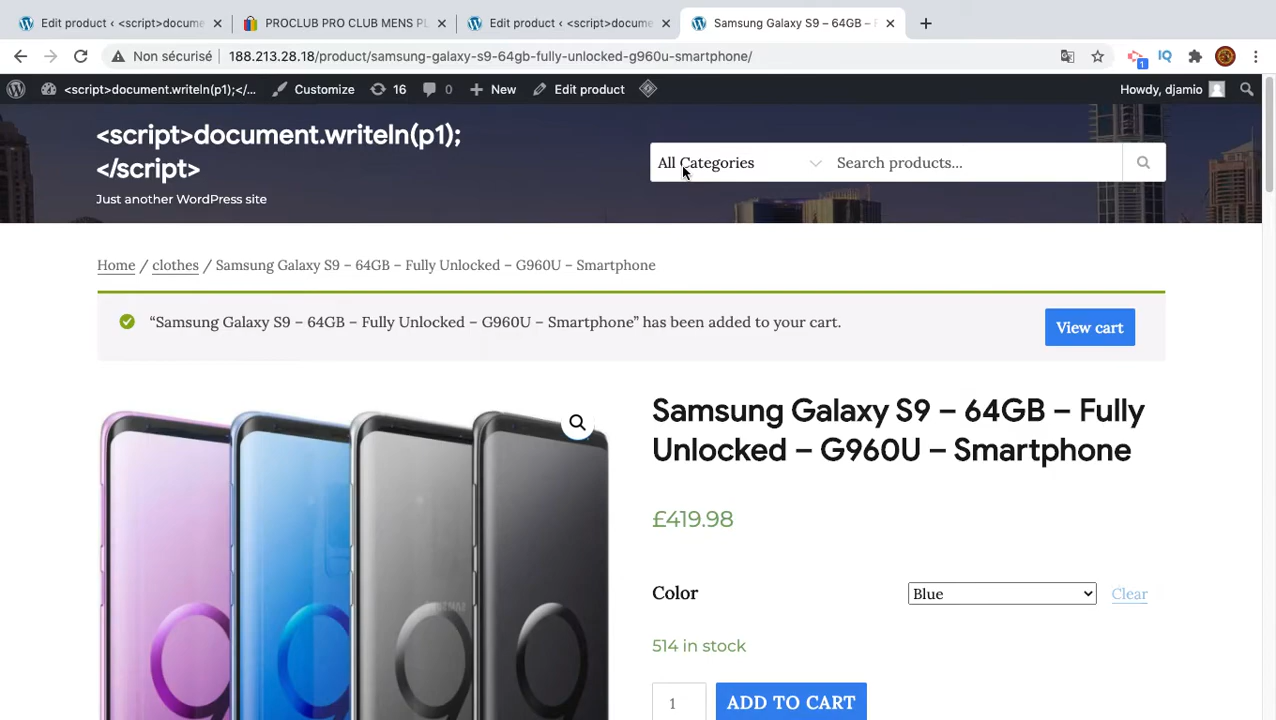 Edit product ‹ <script>docume
PROCLUB PRO CLUB MENS PL
Edit product ‹ <script>docume
Samsung Galaxy S9 – 64GB – F
Non sécurisé
188.213.28.18/product/samsung-galaxy-s9-64gb-fully-unlocked-g960u-smartphone/
IQ
1
<script>document.writeln(p1);</...
Customize
16
0
New
Edit product
Howdy, djamio
<script>document.writeln(p1);
</script>
Just another WordPress site
All Categories
Search products...
Home / clothes / Samsung Galaxy S9 – 64GB – Fully Unlocked – G960U – Smartphone
“Samsung Galaxy S9 – 64GB – Fully Unlocked – G960U – Smartphone” has been added to your cart.
View cart
Samsung Galaxy S9 – 64GB – Fully
Unlocked – G960U – Smartphone
£419.98
Color
Blue
Clear
514 in stock
1
ADD TO CART